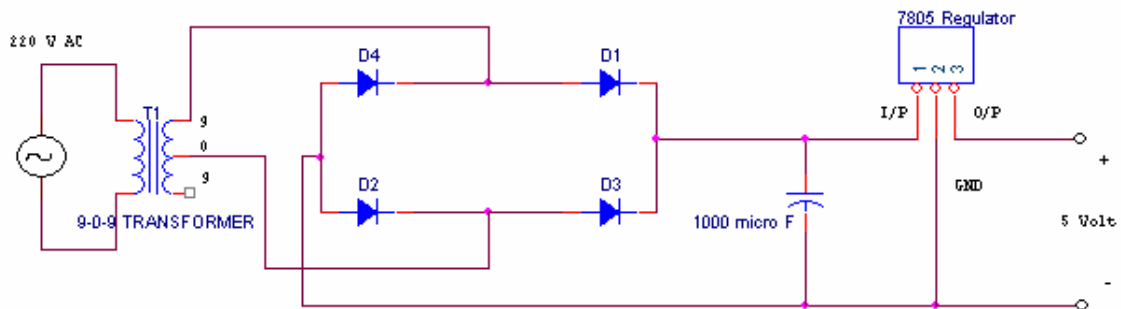 7805 Regulator
220 V AC
D4
D1
1
2
3
T1
9
I/P
O/P
0
+
9
D2
D3
GND
9-0-9 TRANSFORMER
1000 micro F
5 Volt
-